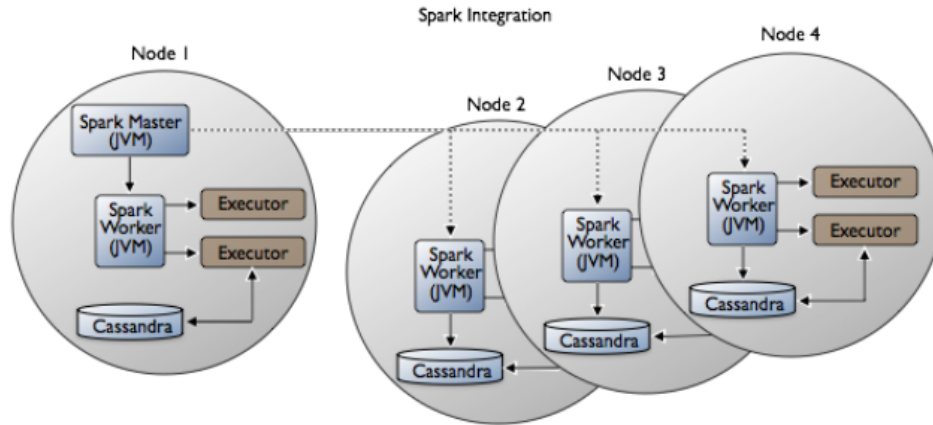 Spark Integration
Node 1
Node 2
Node 3
Node 4
Spark Master
(JVM)
Spark
Worker
(JVM)
Executor
Executor
Cassandra
Spark
Worker
(JVM)
Cassandra
Spark
Worker
(JVM)
Cassandra
Spark
Worker
(JVM)
Executor
Executor
Cassandra